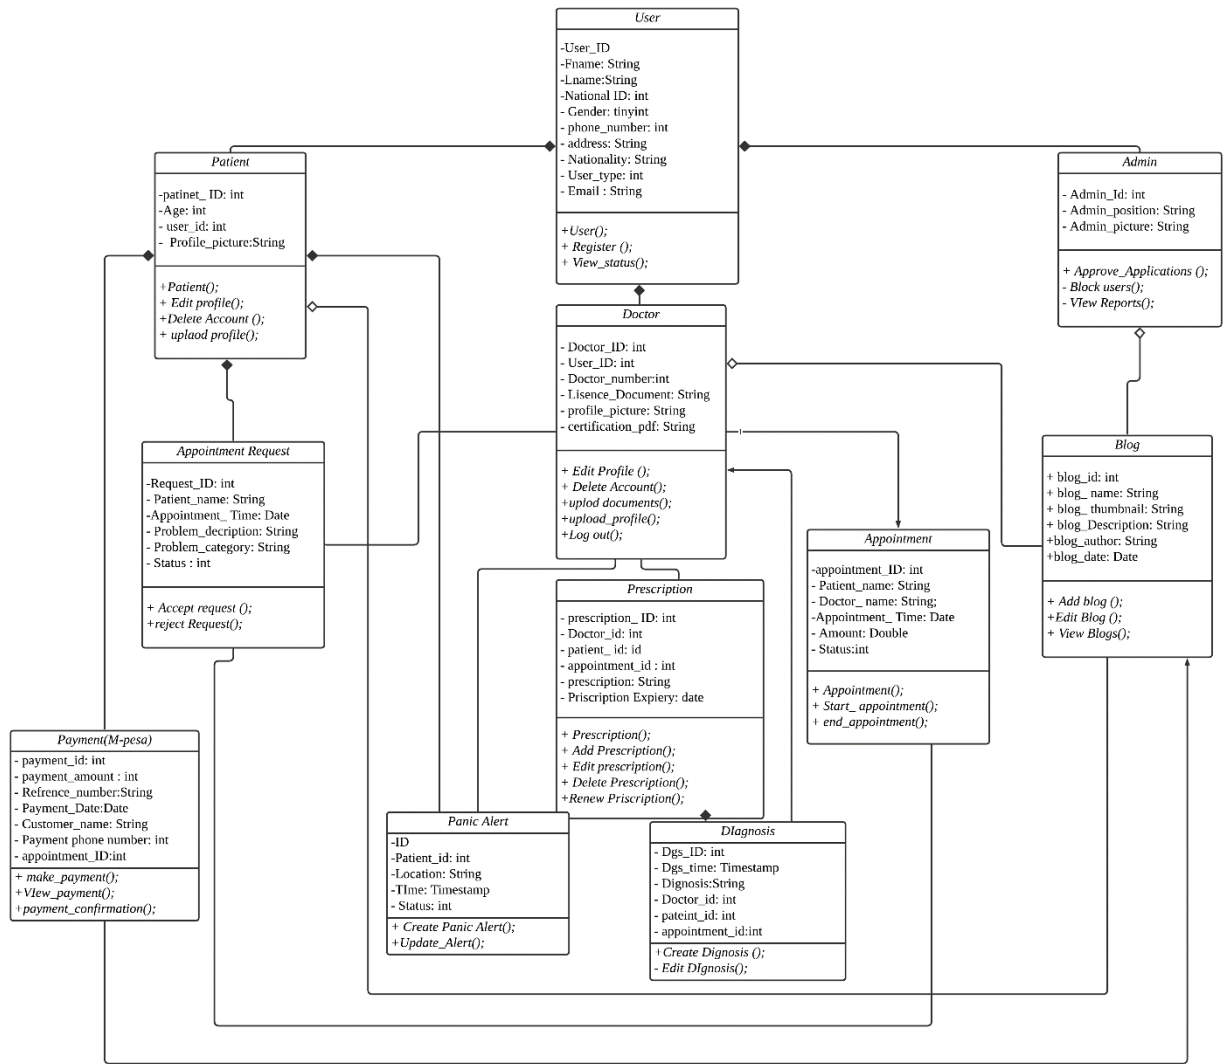 User
-User_ID
-Fname: String
-Lname:String
-National ID: int
- Gender: tinyint
- phone_number: int
- address: String
- Nationality: String
- User_type: int
- Email : String
+User();
+ Register ();
+ View_status();
Patient
-patinet_ ID: int
-Age: int
- user_id: int
- Profile_picture:String
+Patient();
+ Edit profile();
+Delete Account ();
+ uplaod profile();
Admin
- Admin_Id: int
- Admin_position: String
- Admin_picture: String
+ Approve_Applications ();
- Block users();
- VIew Reports();
Doctor
- Doctor_ID: int
- User_ID: int
- Doctor_number:int
- Lisence_Document: String
- profile_picture: String
- certification_pdf: String
+ Edit Profile ();
+ Delete Account();
+uplod documents();
+upload_profile();
+Log out();
1
Appointment Request
-Request_ID: int
- Patient_name: String
-Appointment_ Time: Date
- Problem_decription: String
- Problem_category: String
- Status : int
+ Accept request ();
+reject Request();
Blog
+ blog_id: int
+ blog_ name: String
+ blog_ thumbnail: String
+ blog_Description: String
+blog_author: String
+blog_date: Date
+ Add blog ();
+Edit Blog ();
+ View Blogs();
Appointment
-appointment_ID: int
- Patient_name: String
- Doctor_ name: String;
-Appointment_ Time: Date
- Amount: Double
- Status:int
+ Appointment();
+ Start_ appointment();
+ end_appointment();
Prescription
- prescription_ ID: int
- Doctor_id: int
- patient_ id: id
- appointment_id : int
- prescription: String
- Priscription Expiery: date
+ Prescription();
+ Add Prescription();
+ Edit prescription();
+ Delete Prescription();
+Renew Priscription();
Payment(M-pesa)
- payment_id: int
- payment_amount : int
- Refrence_number:String
- Payment_Date:Date
- Customer_name: String
- Payment phone number: int
- appointment_ID:int
+ make_payment();
+VIew_payment();
+payment_confirmation();
Panic Alert
-ID
-Patient_id: int
-Location: String
-TIme: Timestamp
- Status: int
+ Create Panic Alert();
+Update_Alert();
DIagnosis
- Dgs_ID: int
- Dgs_time: Timestamp
- Dignosis:String
- Doctor_id: int
- pateint_id: int
- appointment_id:int
+Create Dignosis ();
- Edit DIgnosis();